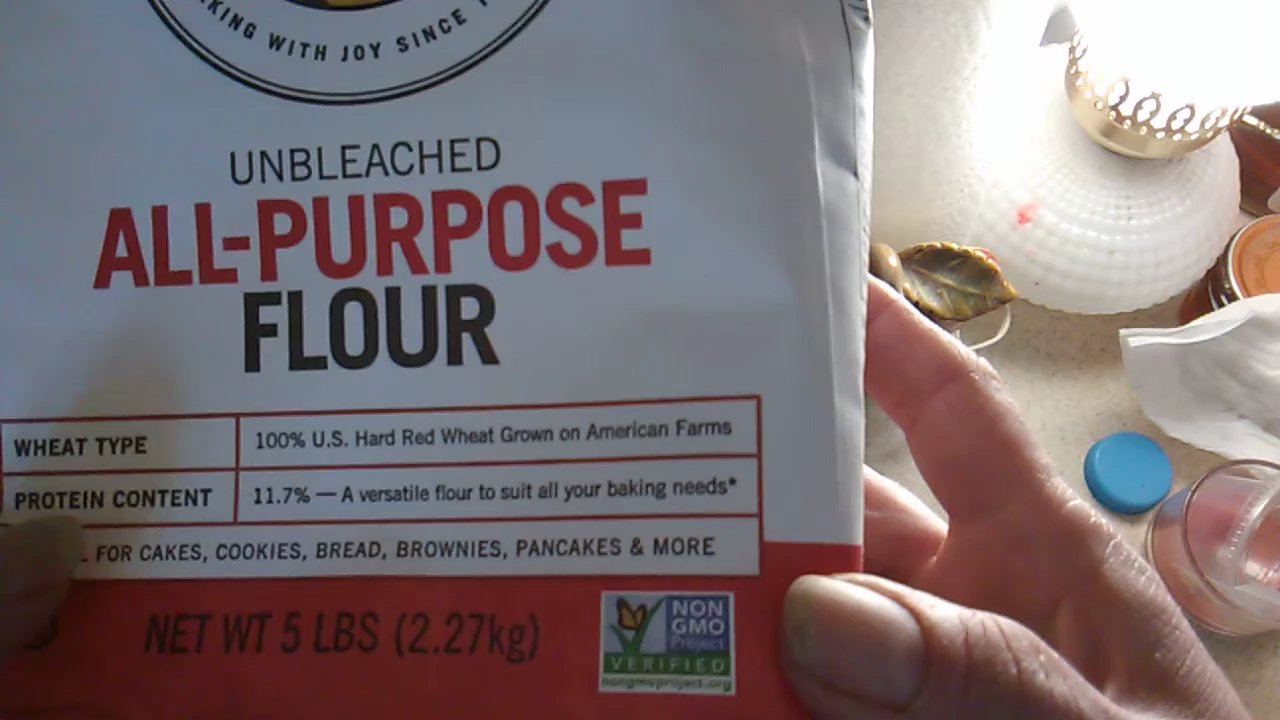 WITH JOY SINCE
UNBLEACHED
ALL-PURPOSE
FLOUR
WHEAT TYPE 100% U.S. Hard Red Wheat Grown on American Farms
PROTEIN CONTENT 11.7% — A versatile flour to suit all your baking needs*
FOR CAKES, COOKIES, BREAD, BROWNIES, PANCAKES & MORE
NET WT 5 LBS (2.27kg)
NON
GMO
Project
VERIFIED
nongmoproject.org